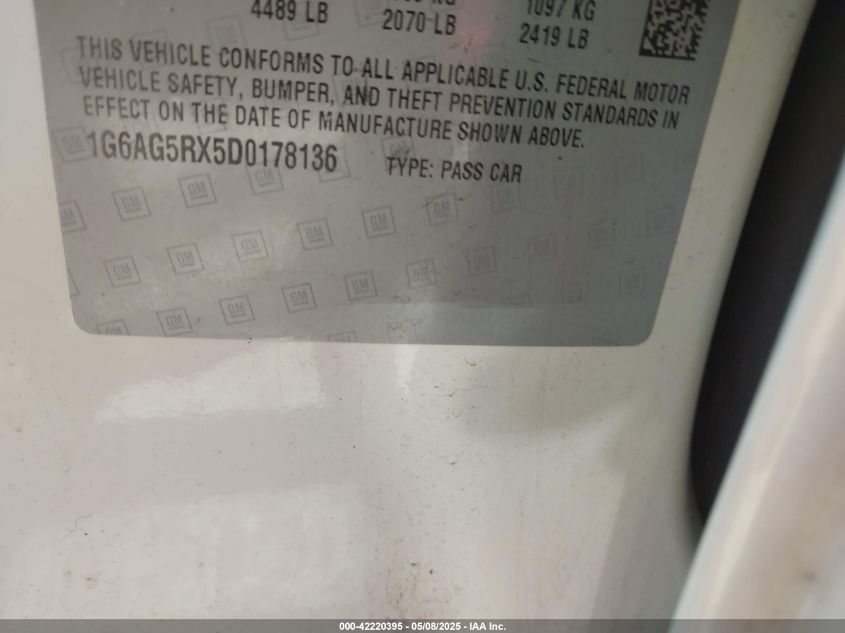 4489 LB
2070 LB
1097 KG
2419 LB
THIS VEHICLE CONFORMS TO ALL APPLICABLE U.S. FEDERAL MOTOR
VEHICLE SAFETY, BUMPER, AND THEFT PREVENTION STANDARDS IN
EFFECT ON THE DATE OF MANUFACTURE SHOWN ABOVE.
1G6AG5RX5D0178136 TYPE: PASS CAR
000-42220395 - 05/08/2025 - IAA Inc.